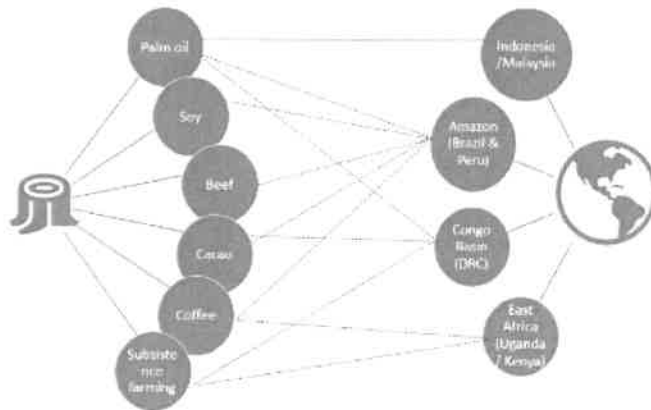 Palm oil
Soy
Beef
Cacao
Coffee
Subsiste
nce
farming
Indonesia
/Malaysia
Amazon
(Brazil &
Peru)
Congo
Basin
(DRC)
East
Africa
(Uganda
/ Kenya)